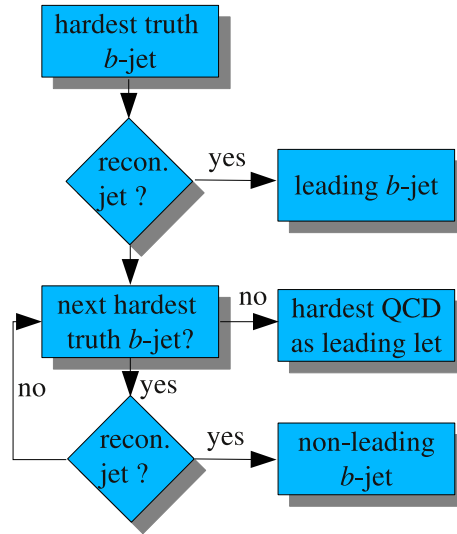 hardest truth
b-jet
recon.
jet ?
yes
leading b-jet
next hardest
truth b-jet?
no
hardest QCD
as leading let
no
yes
recon.
jet ?
yes
non-leading
b-jet